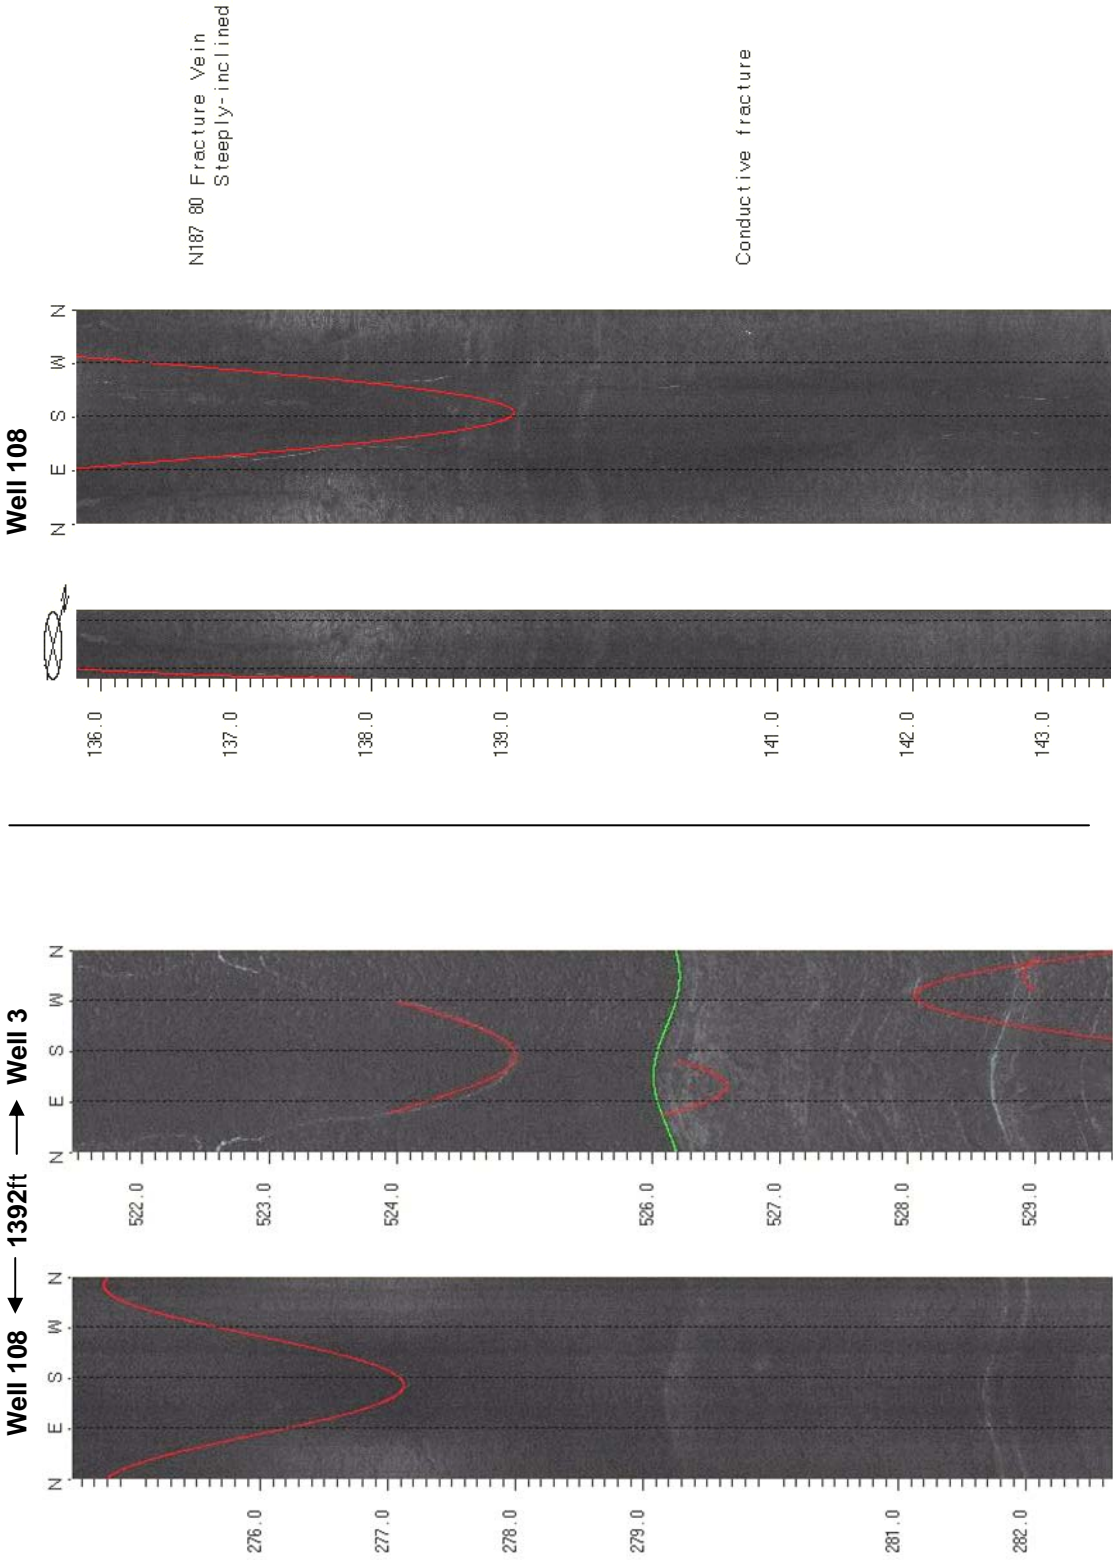 Well 108 ← 1392ft → Well 3
N E S W N
N E S W N
276.0
277.0
278.0
279.0
281.0
282.0
522.0
523.0
524.0
526.0
527.0
528.0
529.0
Well 108
N E S W N
136.0
137.0
138.0
139.0
141.0
142.0
143.0
N187 80 Fracture Vein
Steeply-inclined
Conductive fracture